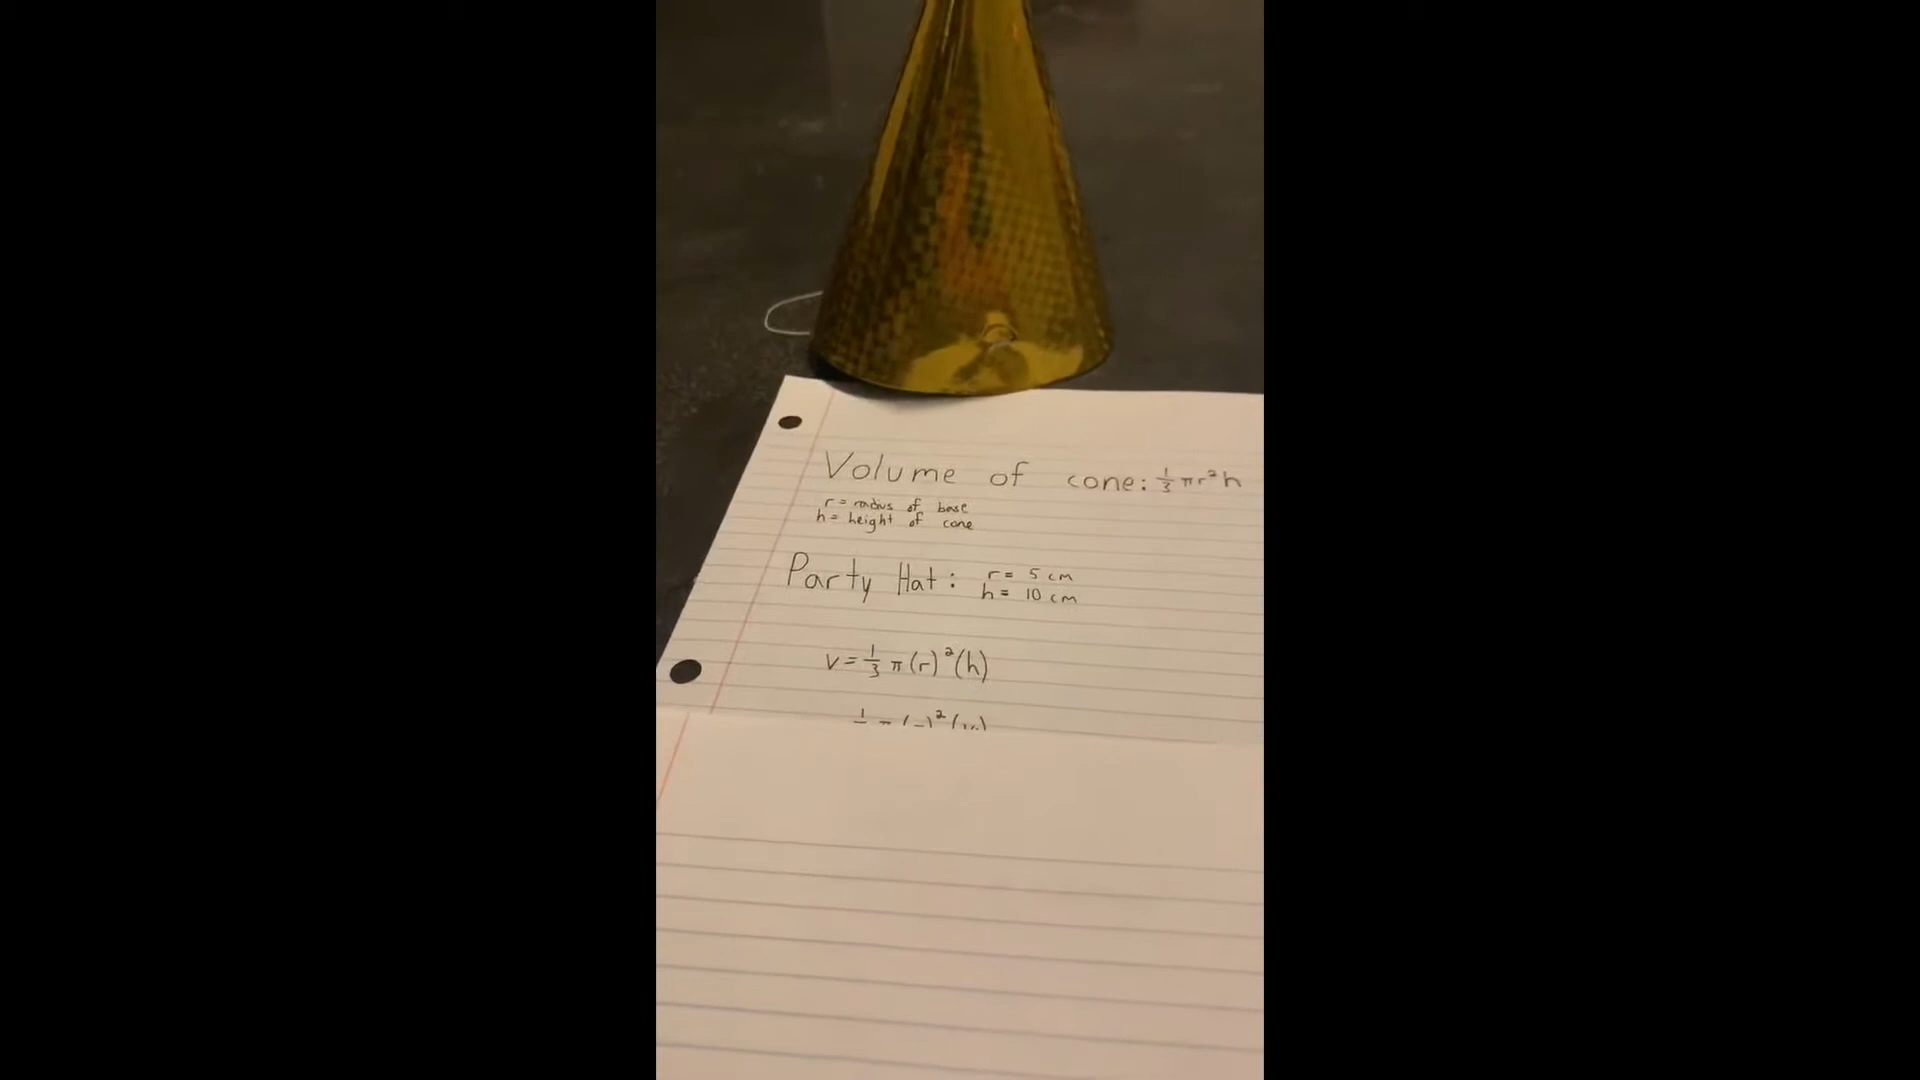 Volume of cone: 1/3 πr²h
r = radius of base
h = height of cone
Party Hat: r = 5 cm
h = 10 cm
V = 1/3 π (r)²(h)